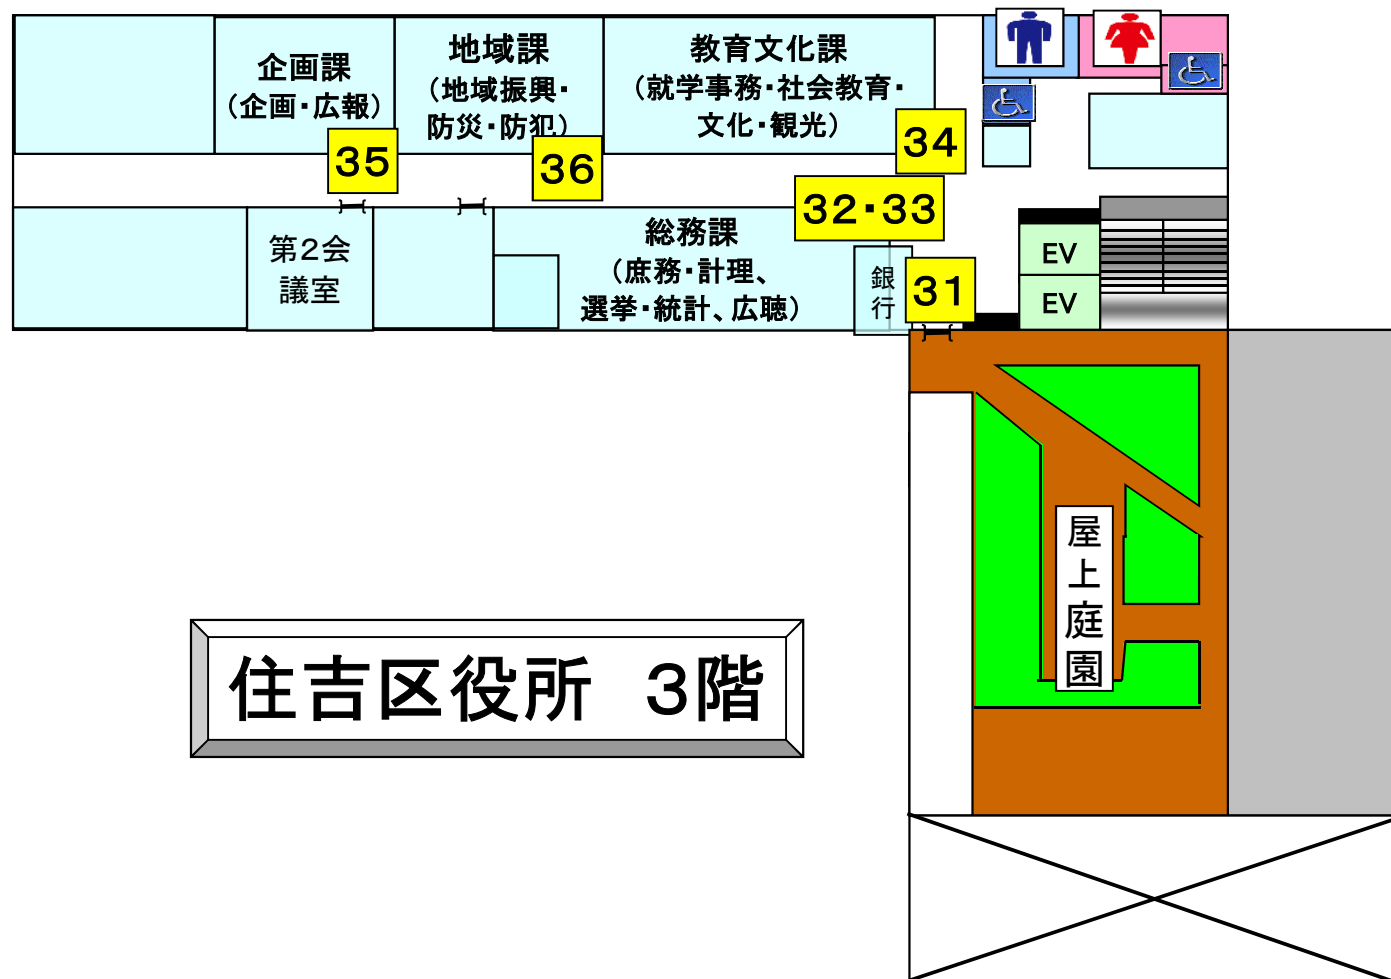 企画課
（企画・広報）
35
地域課
（地域振興・
防災・防犯）
36
教育文化課
（就学事務・社会教育・
文化・観光）
34
32・33
第２会
議室
総務課
（庶務・計理、
選挙・統計、広聴）
銀
行
31
EV
EV
屋
上
庭
園
住吉区役所　３階